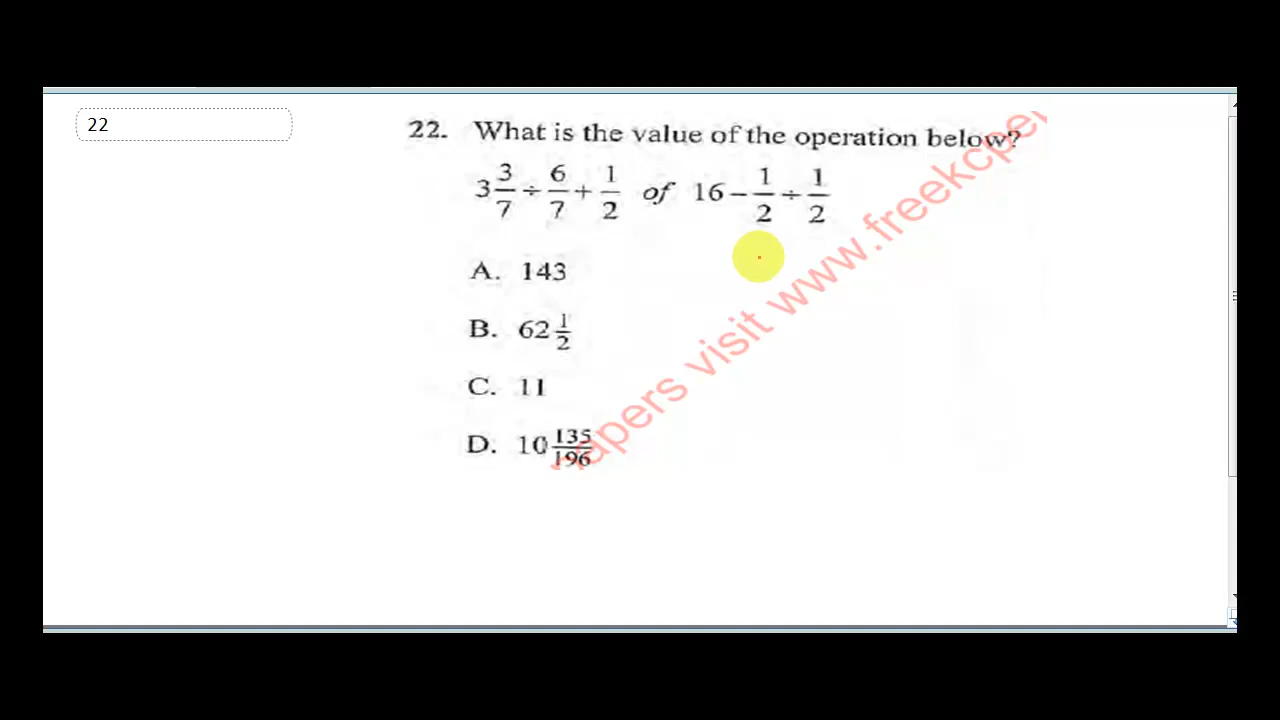 22
22. What is the value of the operation below?
3 3/7 ÷ 6/7 + 1/2 of 16 − 1/2 ÷ 1/2
A. 143
B. 62 1/2
C. 11
D. 10 135/196
papers visit www.freekcpe